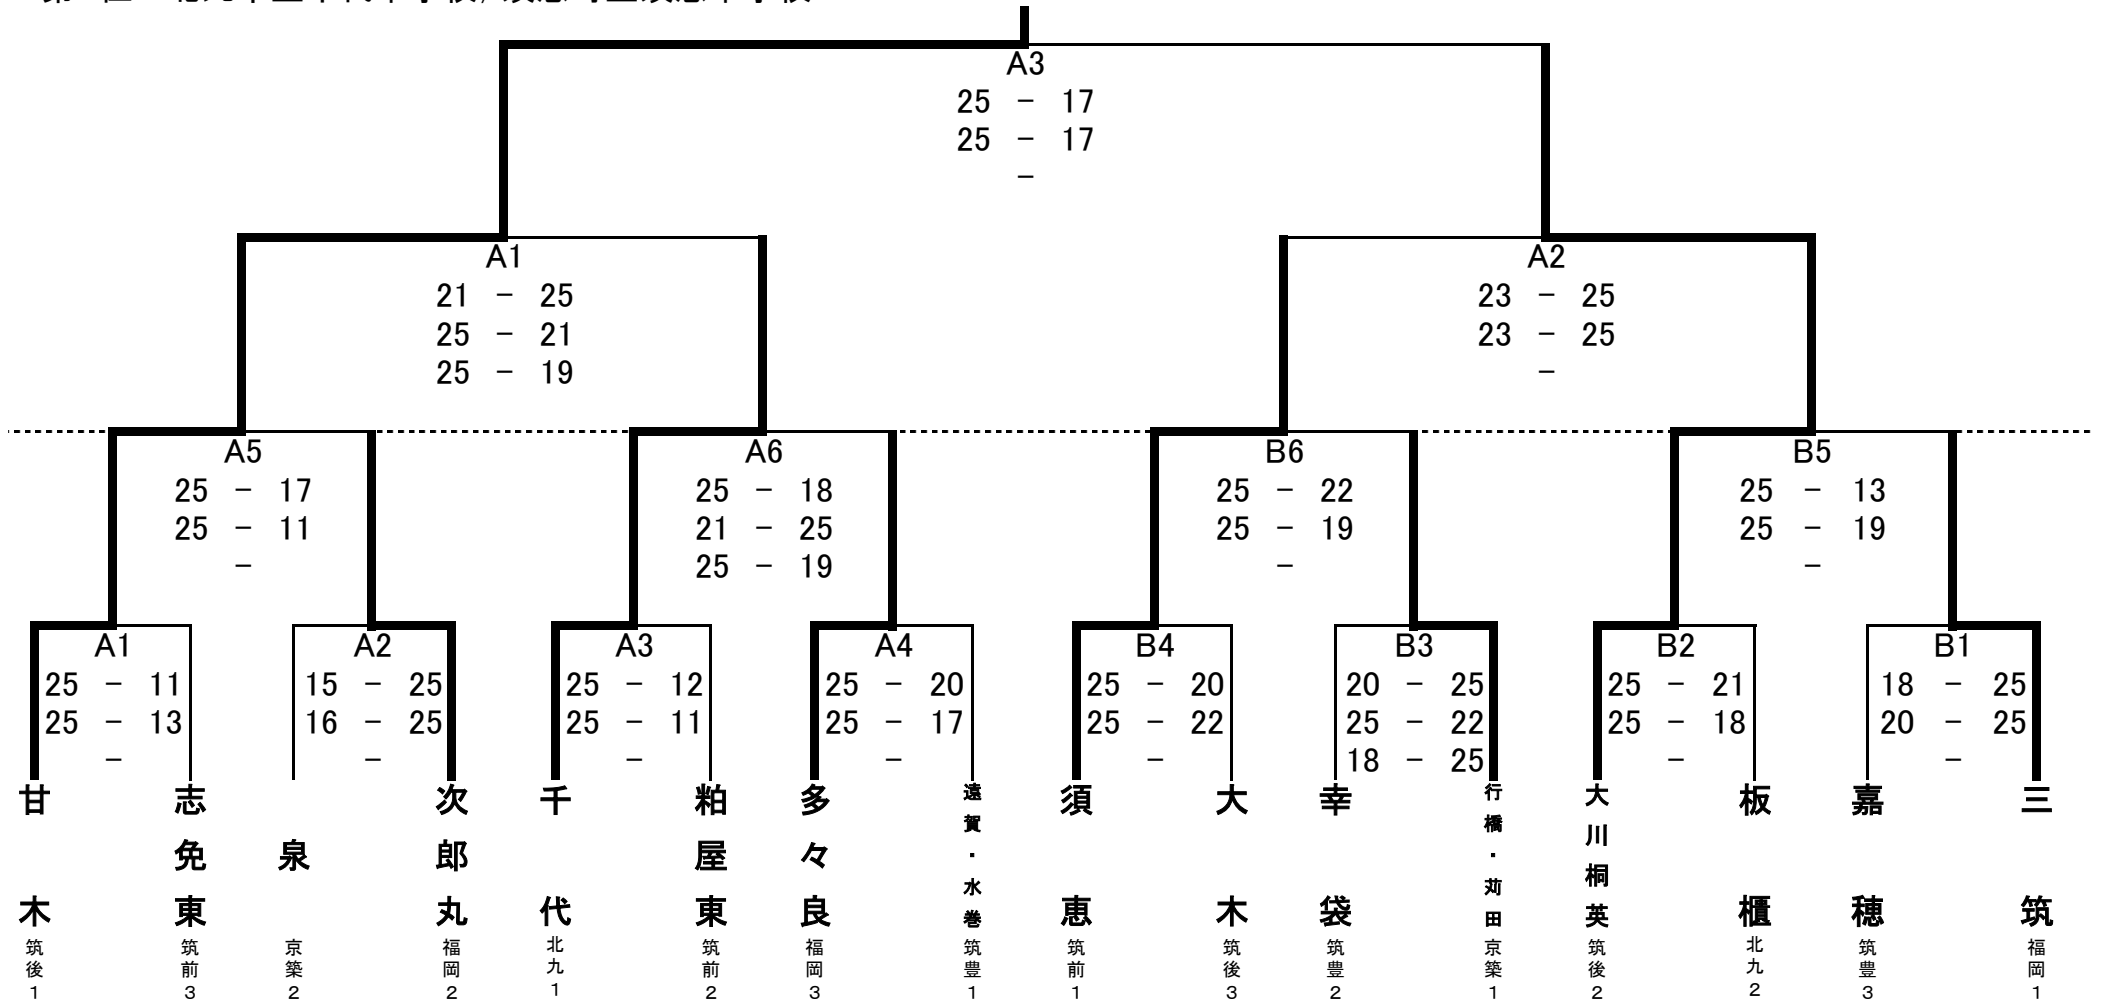 A3
25 － 17
25 － 17
－
A1
21 － 25
25 － 21
25 － 19
A2
23 － 25
23 － 25
－
A5
25 － 17
25 － 11
－
A6
25 － 18
21 － 25
25 － 19
B6
25 － 22
25 － 19
－
B5
25 － 13
25 － 19
－
A1
25 － 11
25 － 13
－
A2
15 － 25
16 － 25
－
A3
25 － 12
25 － 11
－
A4
25 － 20
25 － 17
－
B4
25 － 20
25 － 22
－
B3
20 － 25
25 － 22
18 － 25
B2
25 － 21
25 － 18
－
B1
18 － 25
20 － 25
－
甘木
筑後1
志免東
筑前3
泉
京築2
次郎丸
福岡2
千代
北九1
粕屋東
筑前2
多々良
福岡3
遠賀・水巻
筑豊1
須恵
筑前1
大木
筑後3
幸袋
筑豊2
行橋・苅田
京築1
大川桐英
筑後2
板櫃
北九2
嘉穂
筑豊3
三筑
福岡1